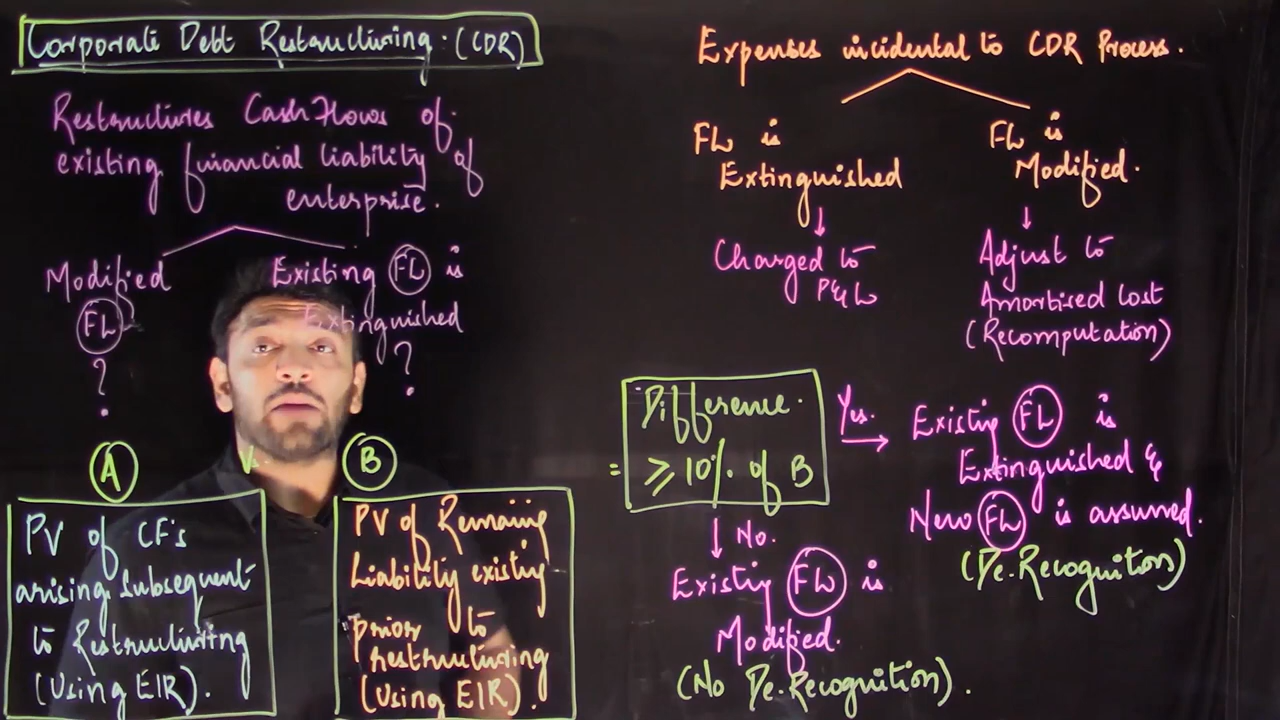 Corporate Debt Restructuring: (CDR)
Restructures Cash Flows of
existing financial liability of
enterprise.
Modified
FL
?
Existing FL is
Extinguished
?
A
Vs.
B
PV of CF's
arising subsequent
to Restructuring
(Using EIR).
PV of Remaing
Liability existing
prior to
restructuring
(Using EIR).
Expenses incidental to CDR Process.
FL is
Extinguished
Charged to
P&L
FL is
Modified.
Adjust to
Amortised cost
(Recomputation)
=
Difference.
≥ 10% of B
Yes.
Existing FL is
Extinguished &
New FL is assumed.
(De.Recognition)
No.
Existing FL is
Modified.
(No De.Recognition).